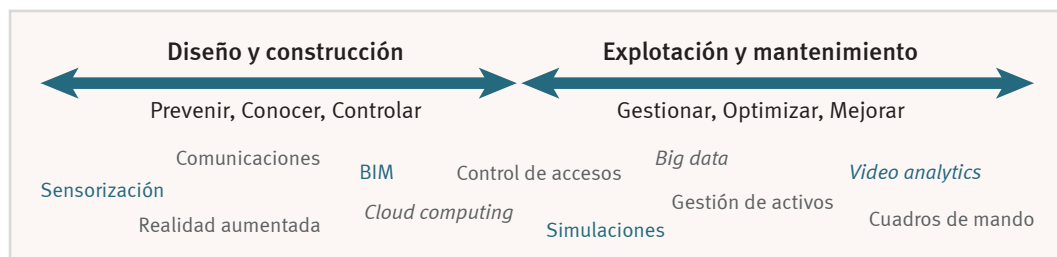 Diseño y construcción
Explotación y mantenimiento
Prevenir, Conocer, Controlar
Gestionar, Optimizar, Mejorar
Comunicaciones
BIM
Control de accesos
Big data
Video analytics
Sensorización
Realidad aumentada
Cloud computing
Simulaciones
Gestión de activos
Cuadros de mando